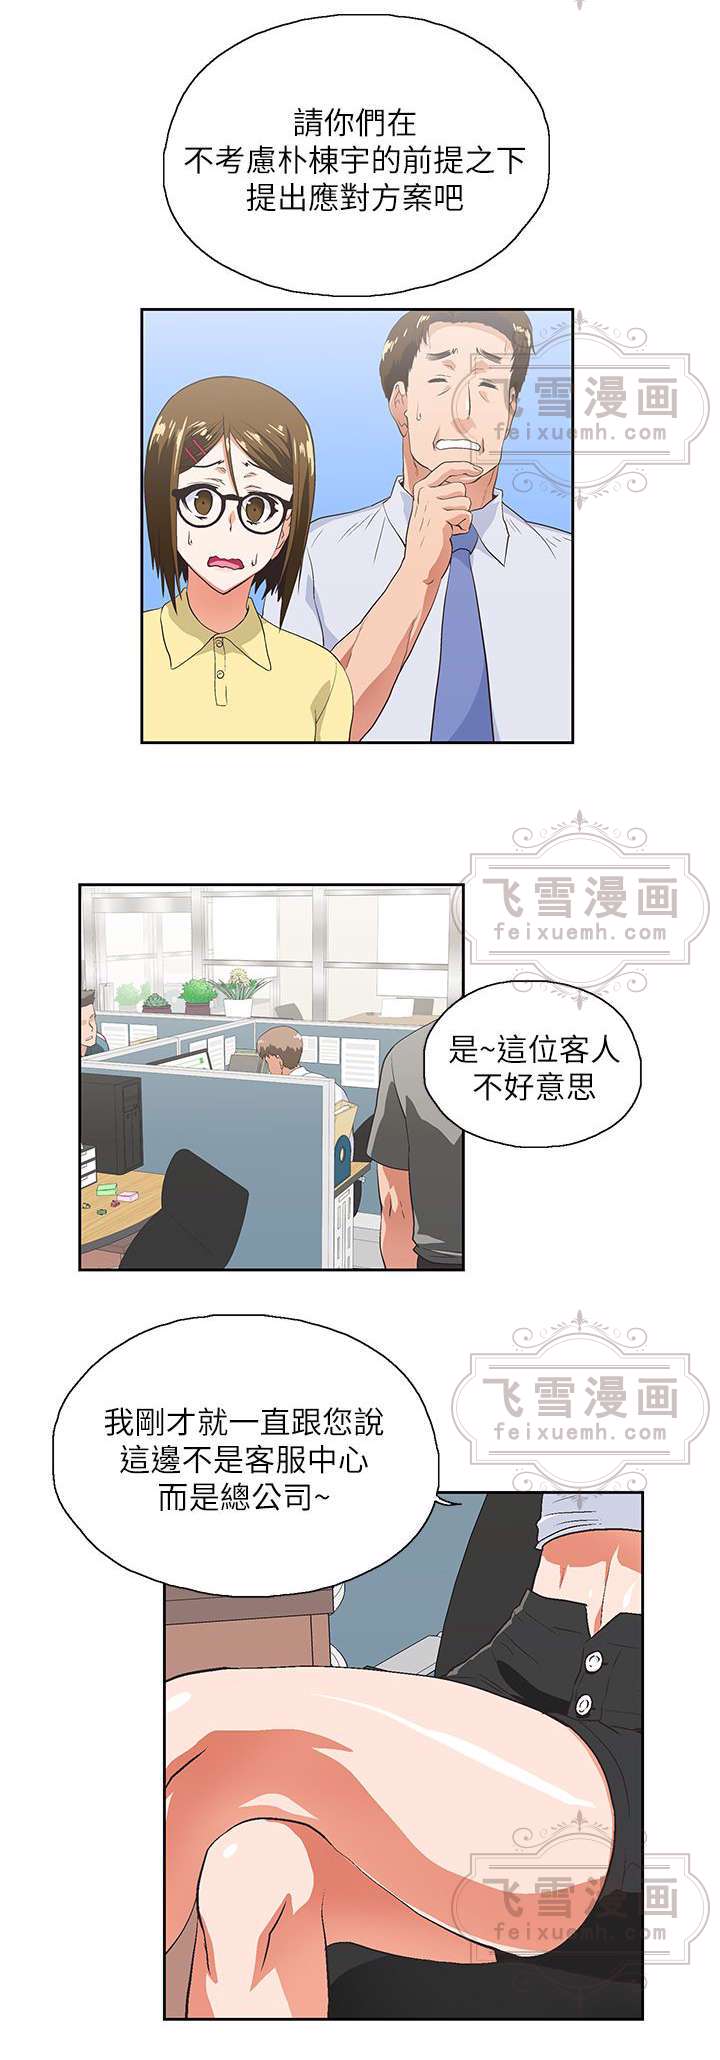 請你們在
不考慮朴棟宇的前提之下
提出應對方案吧
飞雪漫画
feixuemh.com
飞雪漫画
feixuemh.com
是~這位客人
不好意思
飞雪漫画
feixuemh.com
我剛才就一直跟您說
這邊不是客服中心
而是總公司~
飞雪漫画
feixuemh.com